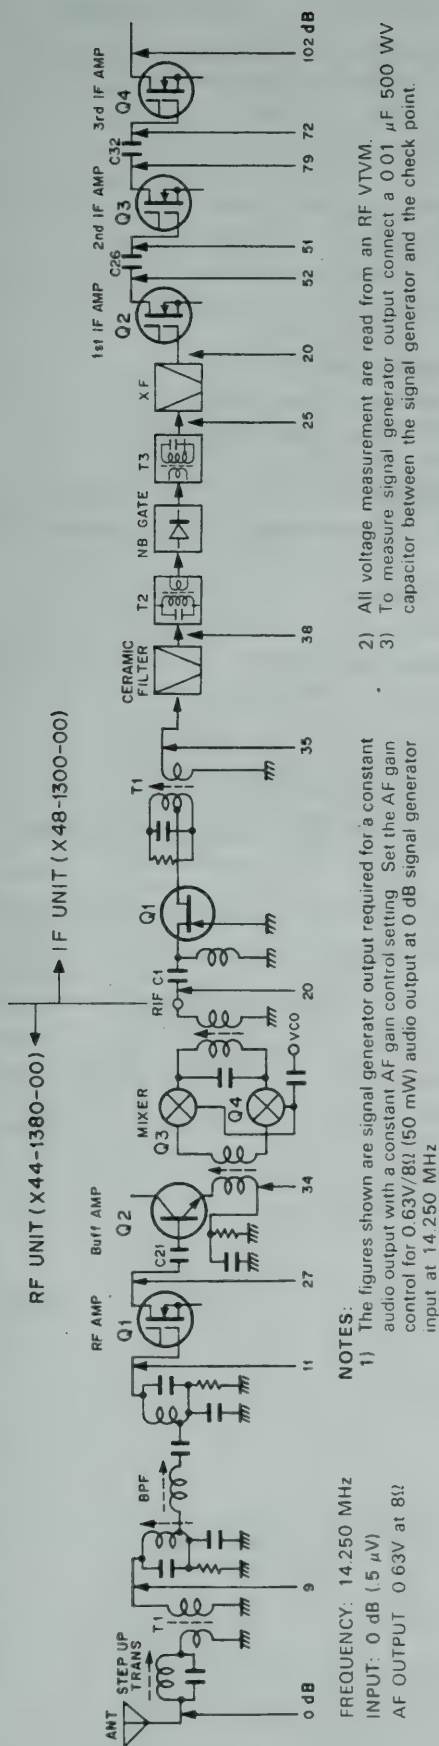 RF UNIT (X44-1380-00)
IF UNIT (X48-1300-00)
ANT
STEP UP
TRANS
T1
BPF
RF AMP
Q1
C21
Buff AMP
Q2
MIXER
Q3
Q4
VCO
RIF C1
Q1
T1
CERAMIC
FILTER
T2
NB GATE
T3
XF
1st IF AMP
Q2
C26
2nd IF AMP
Q3
C32
3rd IF AMP
Q4
0 dB
9
11
27
34
20
35
38
25
20
52
51
79
72
102 dB
FREQUENCY: 14.250 MHz
INPUT: 0 dB (.5 μV)
AF OUTPUT 0 63V at 8Ω
NOTES:
1) The figures shown are signal generator output required for a constant
audio output with a constant AF gain control setting Set the AF gain
control for 0.63V/8Ω (50 mW) audio output at 0 dB signal generator
input at 14.250 MHz
2) All voltage measurement are read from an RF VTVM.
3) To measure signal generator output connect a 0 01 μF 500 WV
capacitor between the signal generator and the check point.